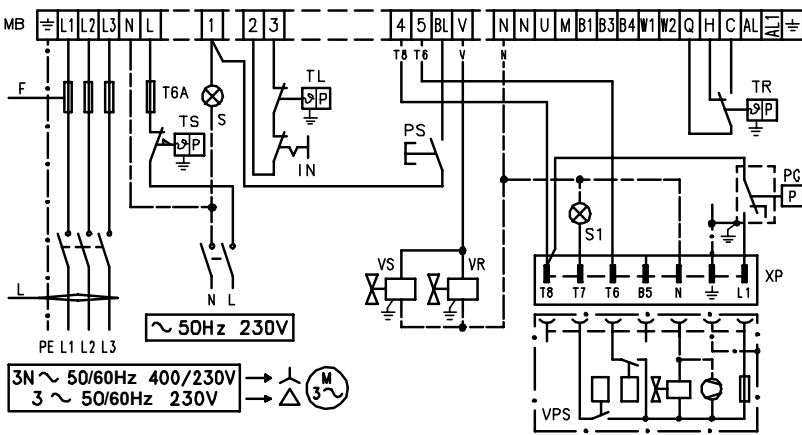 MB ⏚ L1 L2 L3 N L 1 2 3 4 5 BL V N N U M B1 B3 B4 W1 W2 Q H C AL AL1 ⏚
T8 T6 V N
F T6A S TL ϑ P TR ϑ P
TS ϑ P IN PS PG P
S1
VS VR
T8 T7 T6 B5 N ⏚ L1 XP
L N L
∼ 50Hz 230V
PE L1 L2 L3
3N ∼ 50/60Hz 400/230V
3 ∼ 50/60Hz 230V
M
3∼
VPS